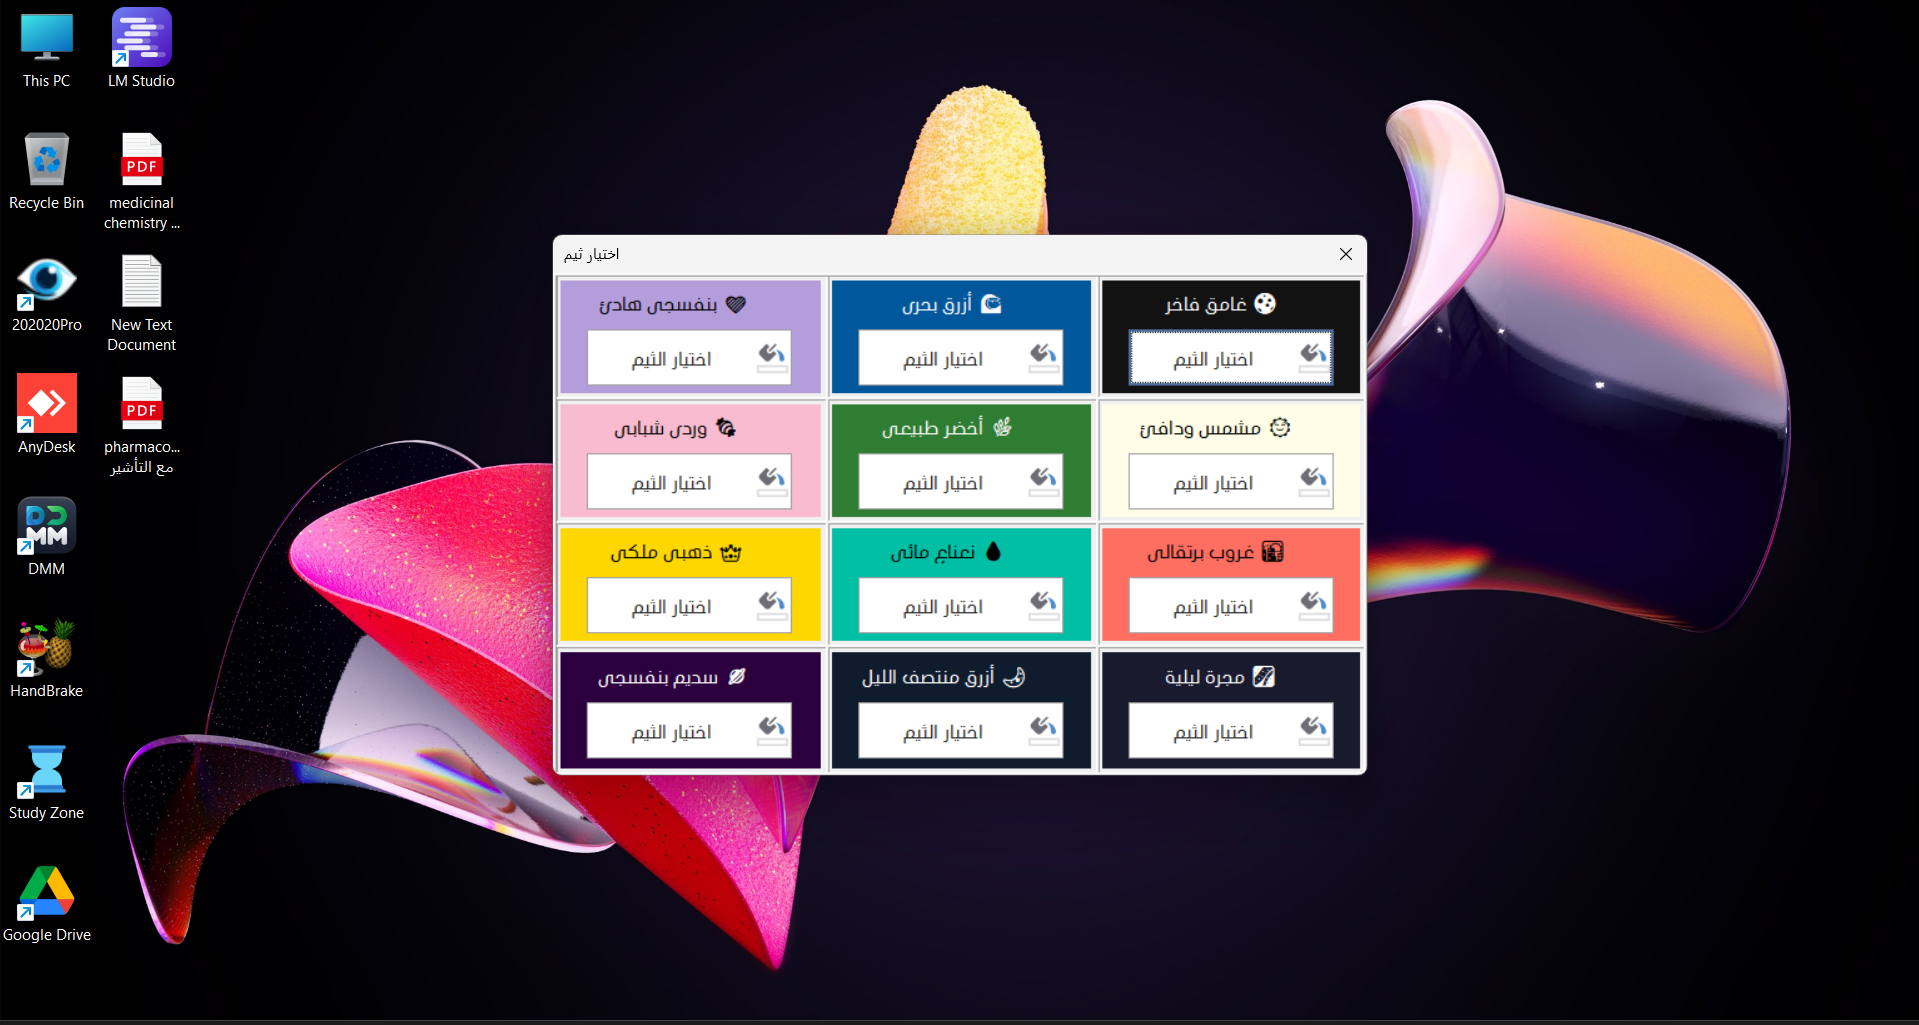 This PC
LM Studio
Recycle Bin
PDF
medicinal
chemistry ...
202020Pro
New Text
Document
AnyDesk
PDF
pharmaco...
مع التأشير
DMM
DMM
HandBrake
Study Zone
Google Drive
اختيار ثيم
غامق فاخر
اختيار الثيم
أزرق بحري
اختيار الثيم
بنفسجي هادئ
اختيار الثيم
مشمس ودافئ
اختيار الثيم
أخضر طبيعي
اختيار الثيم
وردي شبابي
اختيار الثيم
غروب برتقالي
اختيار الثيم
نعناع مائي
اختيار الثيم
ذهبي ملكي
اختيار الثيم
مجرة ليلية
اختيار الثيم
أزرق منتصف الليل
اختيار الثيم
سديم بنفسجي
اختيار الثيم